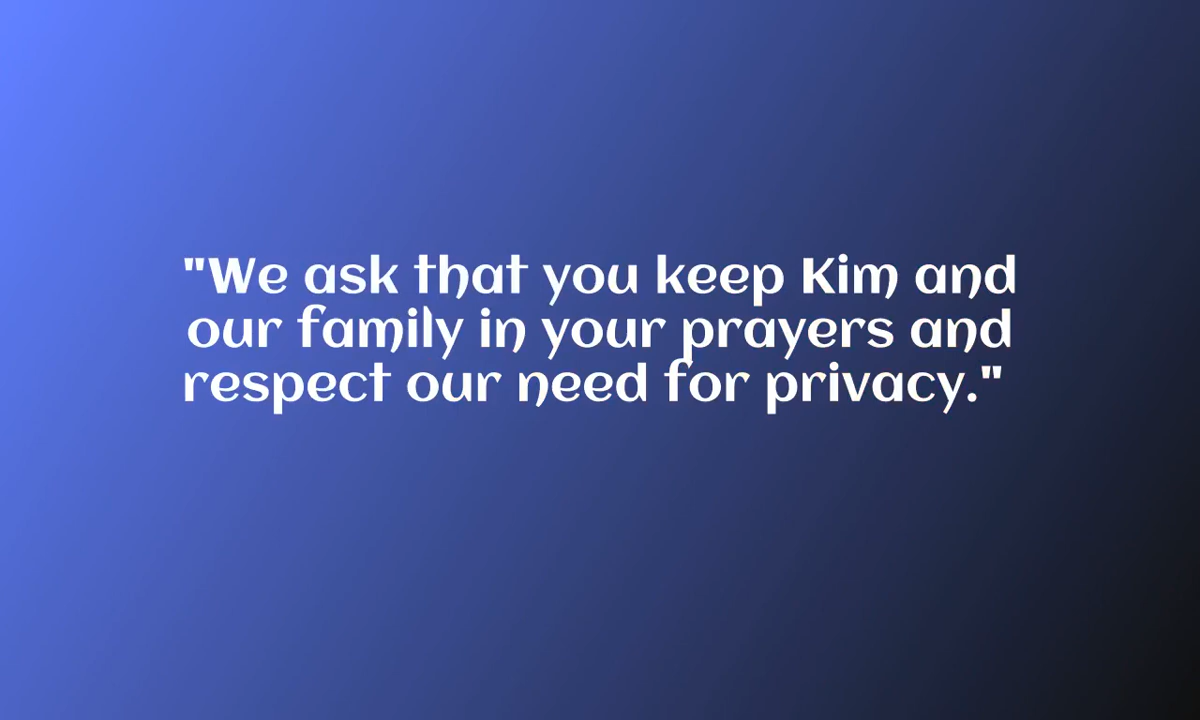 "We ask that you keep Kim and
our family in your prayers and
respect our need for privacy."